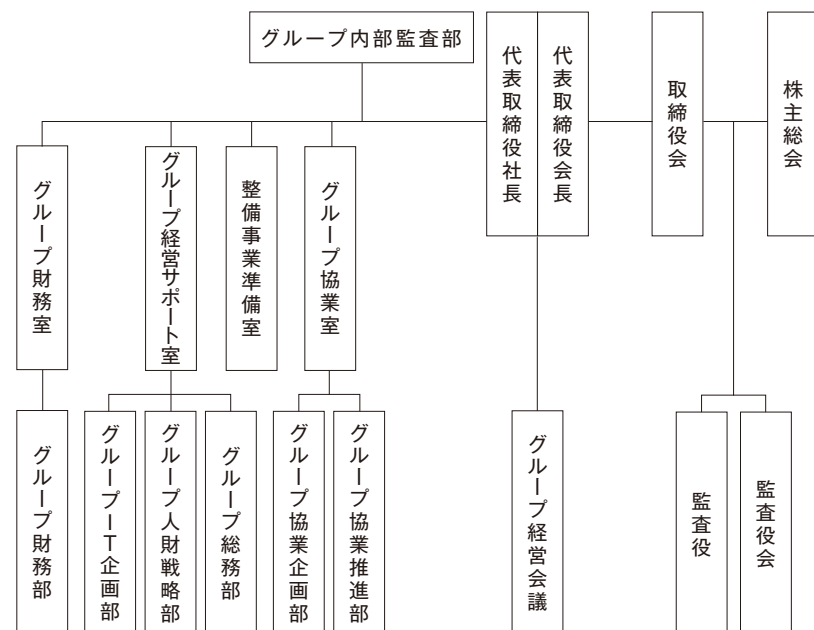 グループ内部監査部
株主総会
取締役会
代表取締役会長
代表取締役社長
グループ協業室
整備事業準備室
グループ経営サポート室
グループ財務室
監査役会
監査役
グループ経営会議
グループ協業推進部
グループ協業企画部
グループ総務部
グループ人財戦略部
グループIT企画部
グループ財務部